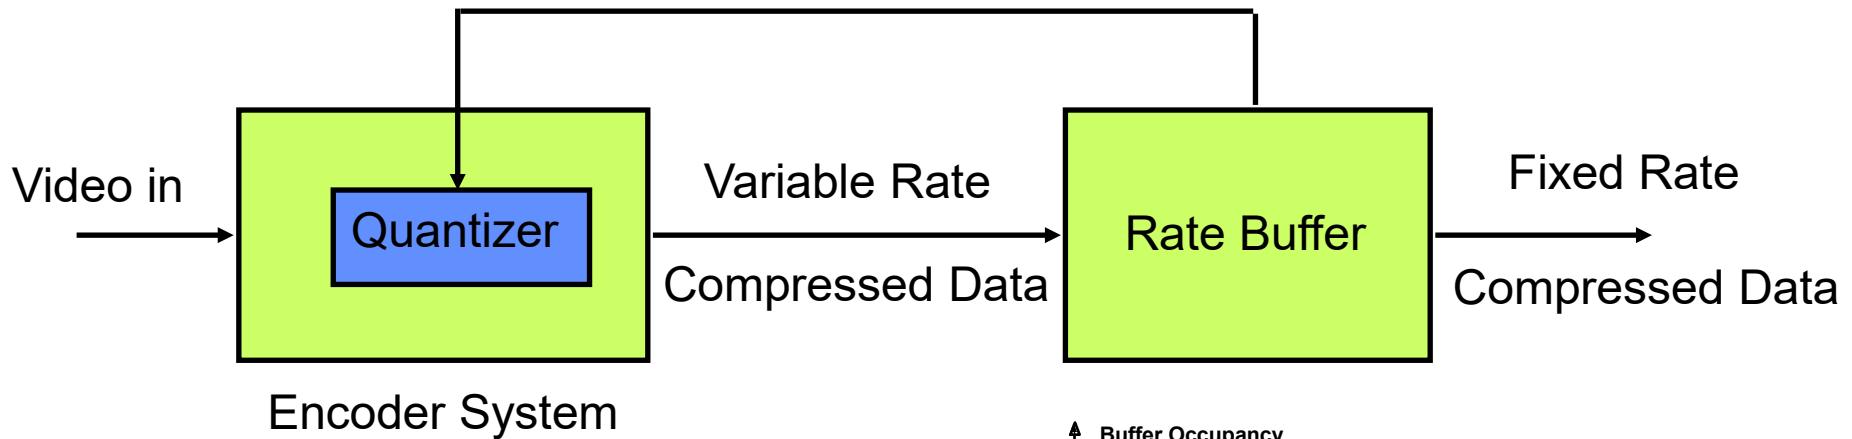 Video in
Quantizer
Encoder System
Variable Rate
Compressed Data
Rate Buffer
Fixed Rate
Compressed Data
Buffer Occupancy